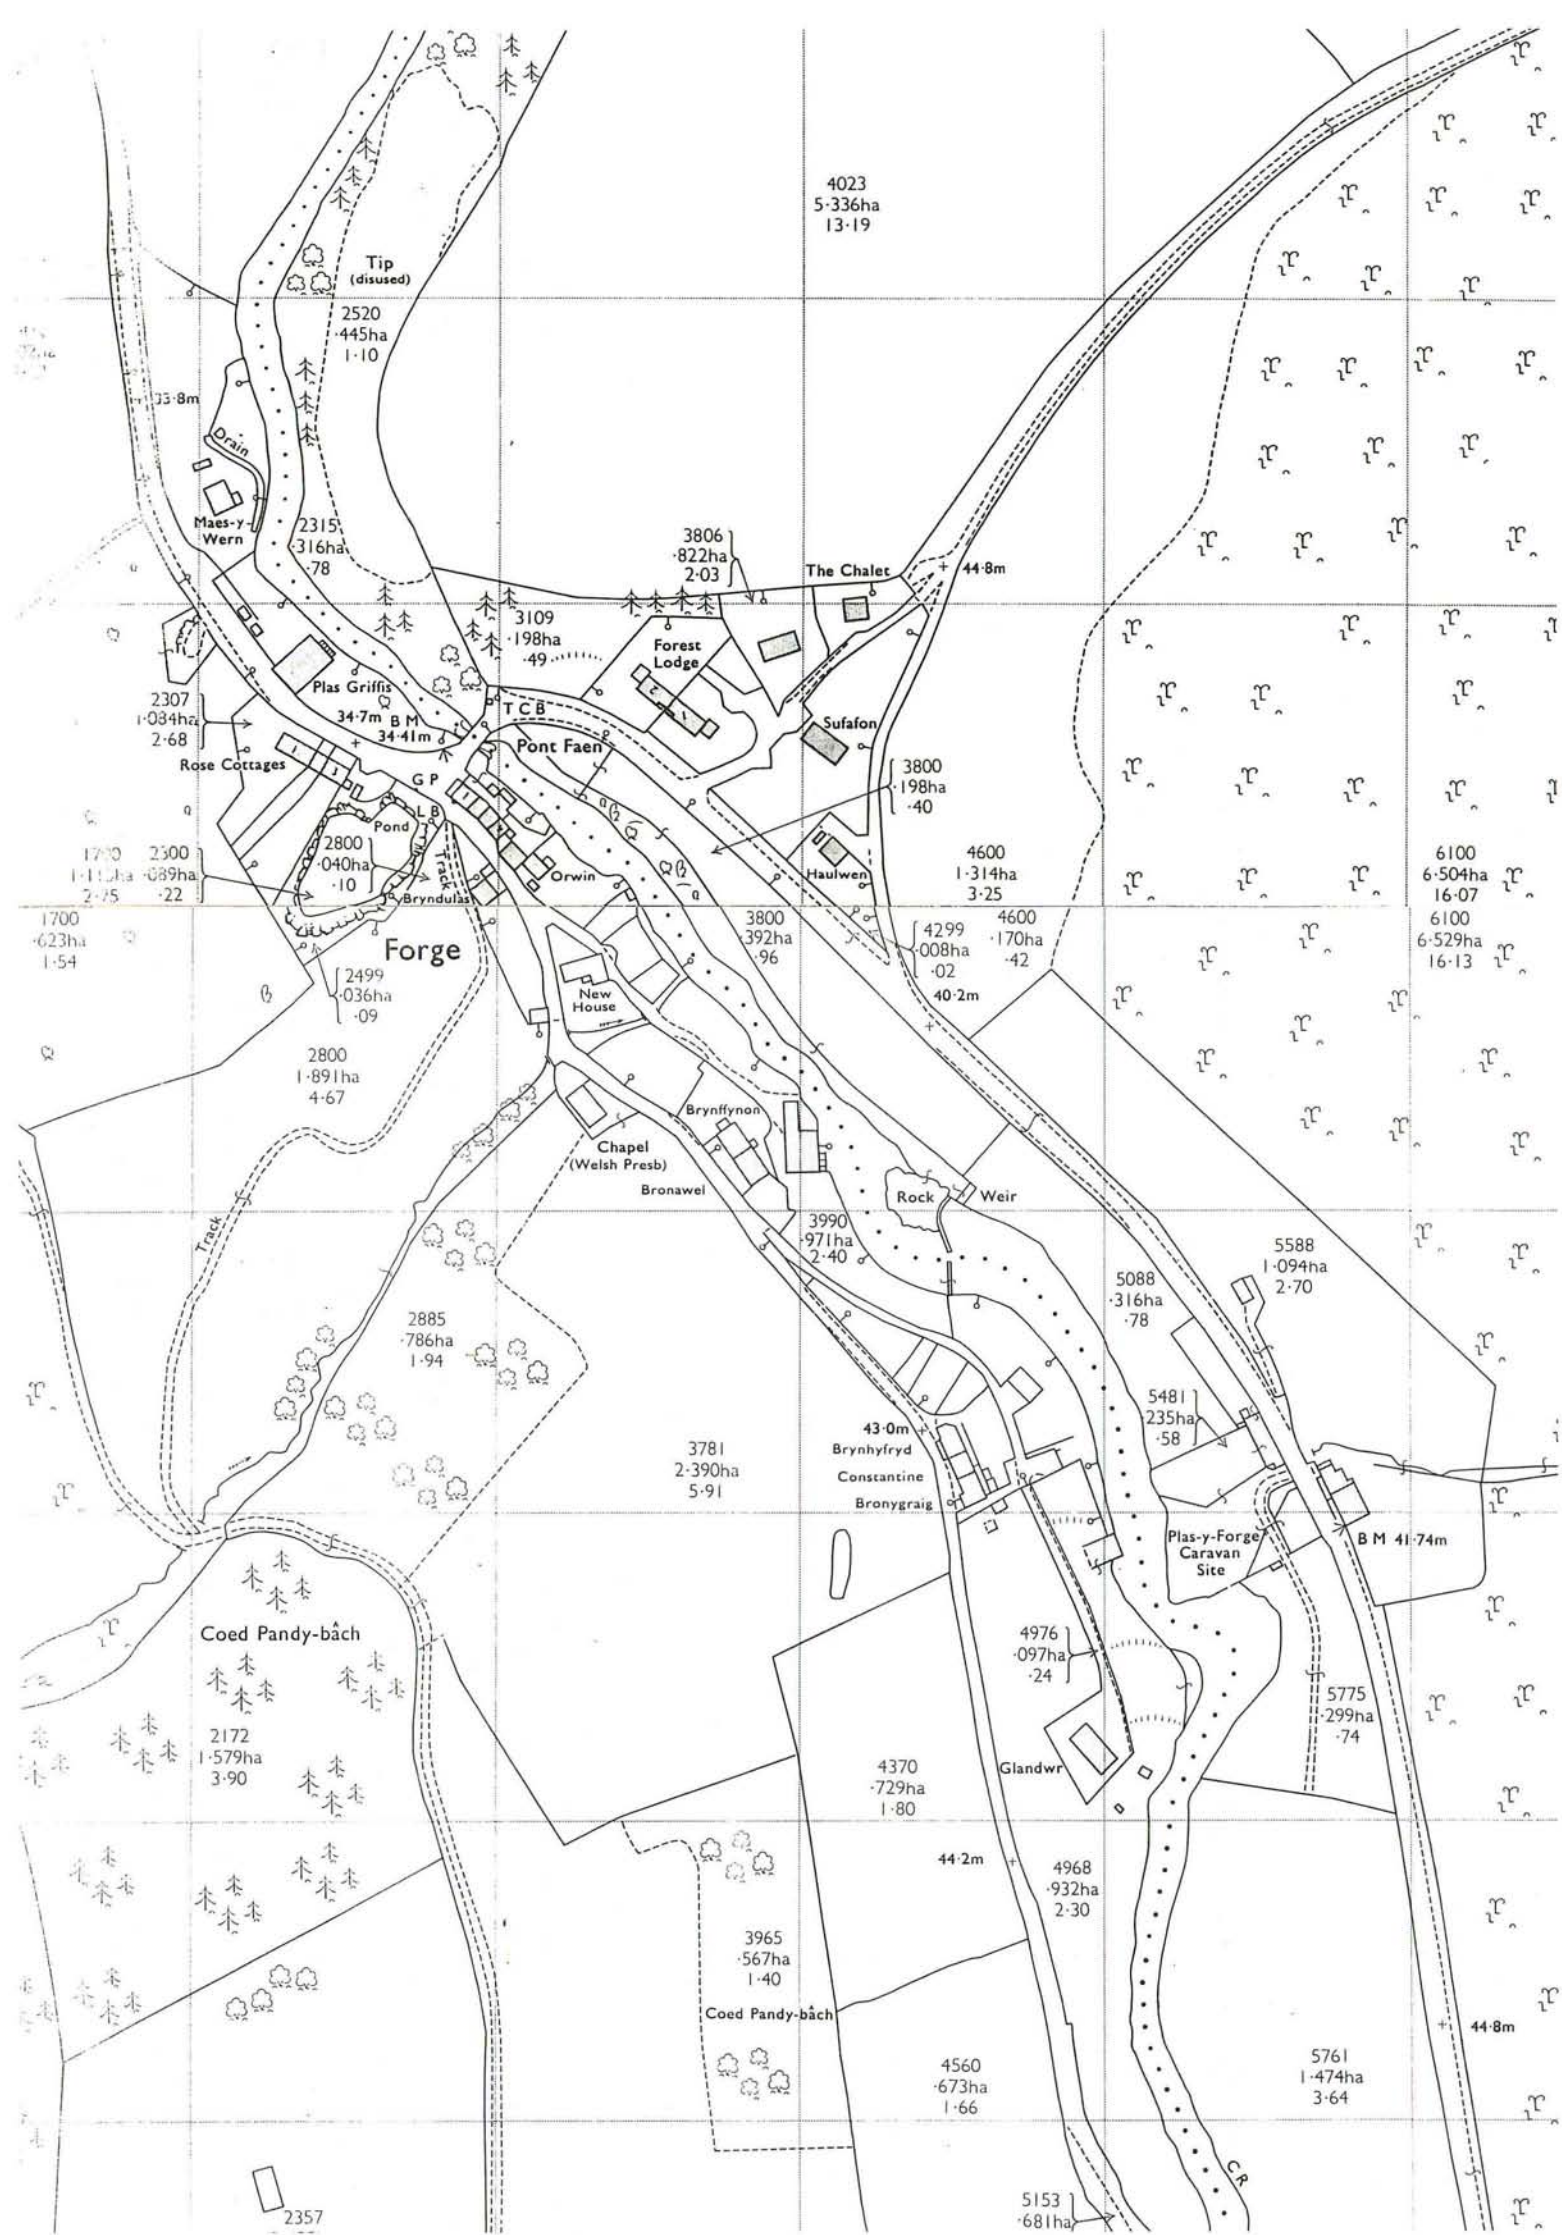 4023
5·336ha
13·19
Tip
(disused)
2520
·445ha
1·10
33·8m
Drain
Maes-y-
Wern
2315
·316ha
·78
3806
·822ha
2·03
The Chalet
44·8m
3109
·198ha
·49
Forest
Lodge
2
1
Plas Griffis
2307
1·084ha
2·68
34·7m
B M
34·41m
T C B
Pont Faen
Sufafon
Rose Cottages
1
3
G P
L B
Pond
1
3800
·198ha
·40
2800
·040ha
·10
Track
1700
2·75
2300
·089ha
·22
Orwin
Bryndulas
Haulwen
4600
1·314ha
3·25
6100
6·504ha
16·07
1700
·623ha
1·54
Forge
3800
·392ha
·96
4299
·008ha
·02
4600
·170ha
·42
6100
6·529ha
16·13
2499
·036ha
·09
New
House
40·2m
2800
1·891ha
4·67
Brynffynon
Chapel
(Welsh Presb)
Bronawel
Rock
Weir
Track
3990
·971ha
2·40
5588
1·094ha
2·70
5088
·316ha
·78
2885
·786ha
1·94
5481
·235ha
·58
43·0m
Brynhyfryd
Constantine
Bronygraig
3781
2·390ha
5·91
Plas-y-Forge
Caravan
Site
B M 41·74m
Coed Pandy-bâch
4976
·097ha
·24
5775
·299ha
·74
2172
1·579ha
3·90
Glandwr
4370
·729ha
1·80
44·2m
4968
·932ha
2·30
3965
·567ha
1·40
Coed Pandy-bâch
44·8m
4560
·673ha
1·66
5761
1·474ha
3·64
C R
5153
·681ha
2357